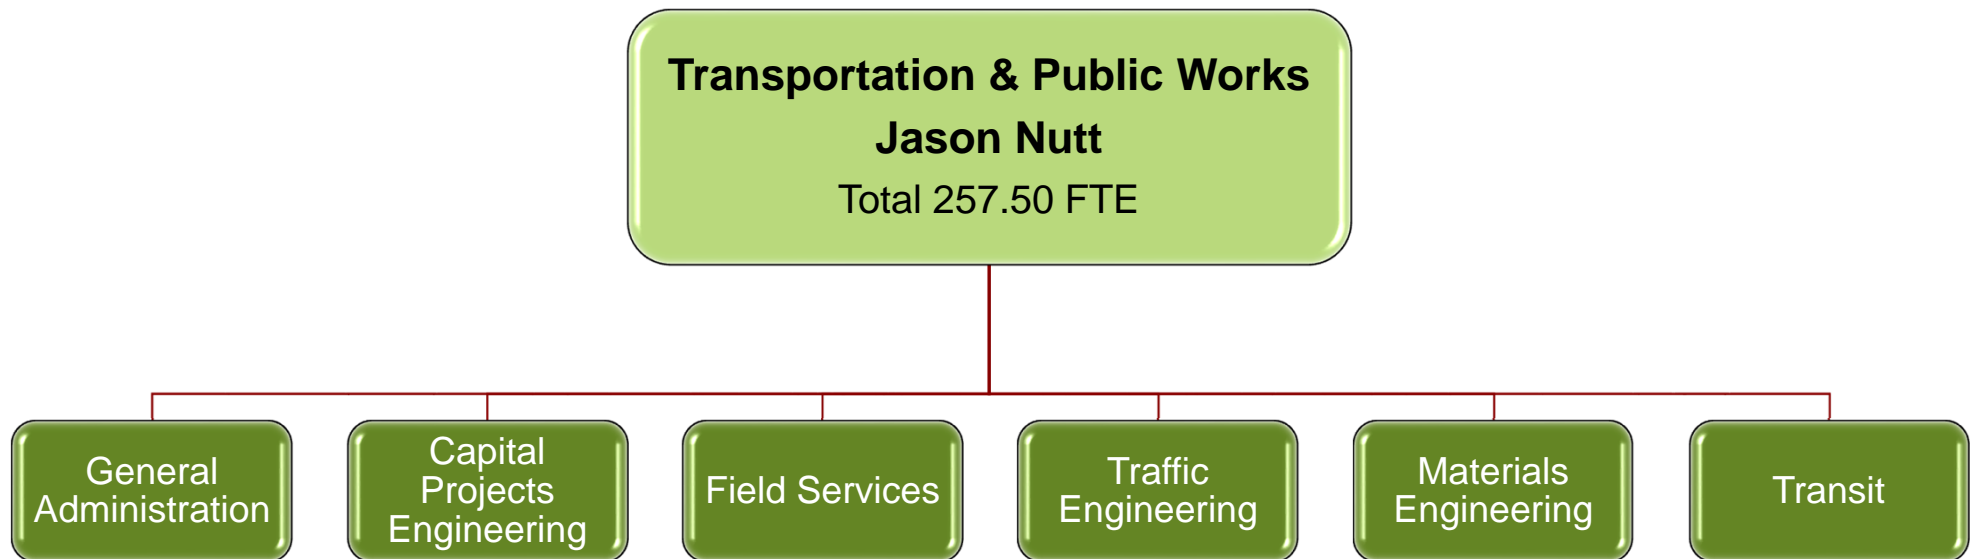 Transportation & Public Works
Jason Nutt
Total 257.50 FTE
General
Administration
Capital
Projects
Engineering
Field Services
Traffic
Engineering
Materials
Engineering
Transit